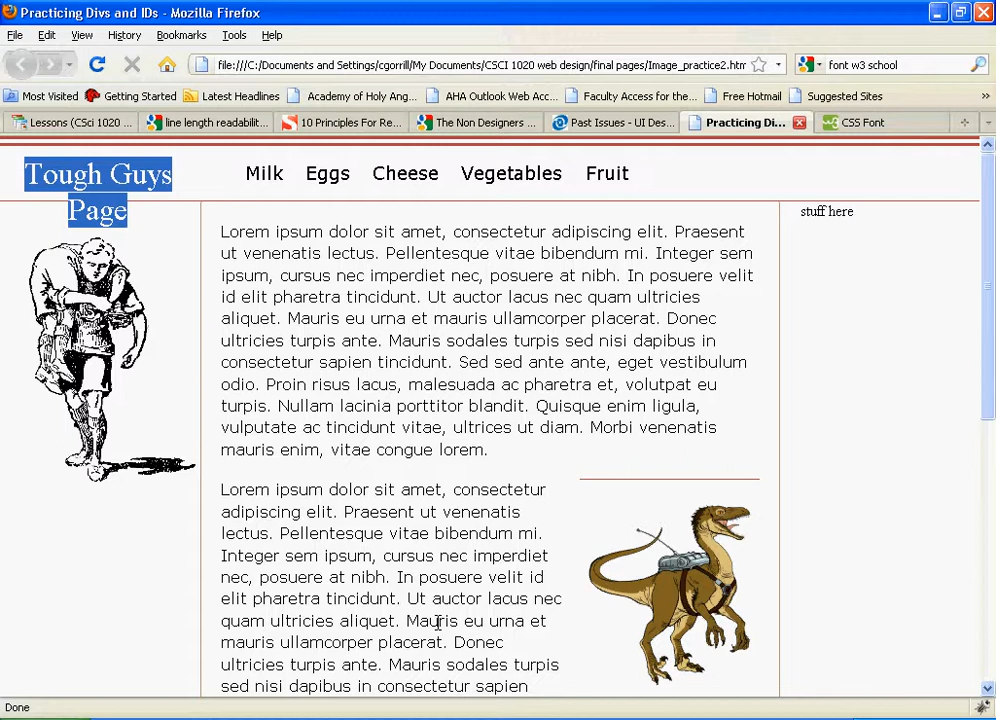 Practicing Divs and IDs - Mozilla Firefox
File Edit View History Bookmarks Tools Help
file:///C:/Documents and Settings/cgorrill/My Documents/CSCI 1020 web design/final pages/Image_practice2.htm
font w3 school
Most Visited Getting Started Latest Headlines Academy of Holy Ang... AHA Outlook Web Acc... Faculty Access for the... Free Hotmail Suggested Sites »
Lessons (CSci 1020 ... line length readabilit... 10 Principles For Rea... The Non Designers ... Past Issues - UI Des... Practicing Di... CSS Font
Tough Guys
Page
Milk Eggs Cheese Vegetables Fruit
stuff here
Lorem ipsum dolor sit amet, consectetur adipiscing elit. Praesent
ut venenatis lectus. Pellentesque vitae bibendum mi. Integer sem
ipsum, cursus nec imperdiet nec, posuere at nibh. In posuere velit
id elit pharetra tincidunt. Ut auctor lacus nec quam ultricies
aliquet. Mauris eu urna et mauris ullamcorper placerat. Donec
ultricies turpis ante. Mauris sodales turpis sed nisi dapibus in
consectetur sapien tincidunt. Sed sed ante ante, eget vestibulum
odio. Proin risus lacus, malesuada ac pharetra et, volutpat eu
turpis. Nullam lacinia porttitor blandit. Quisque enim ligula,
vulputate ac tincidunt vitae, ultrices ut diam. Morbi venenatis
mauris enim, vitae congue lorem.
Lorem ipsum dolor sit amet, consectetur
adipiscing elit. Praesent ut venenatis
lectus. Pellentesque vitae bibendum mi.
Integer sem ipsum, cursus nec imperdiet
nec, posuere at nibh. In posuere velit id
elit pharetra tincidunt. Ut auctor lacus nec
quam ultricies aliquet. Mauris eu urna et
mauris ullamcorper placerat. Donec
ultricies turpis ante. Mauris sodales turpis
sed nisi dapibus in consectetur sapien
Done